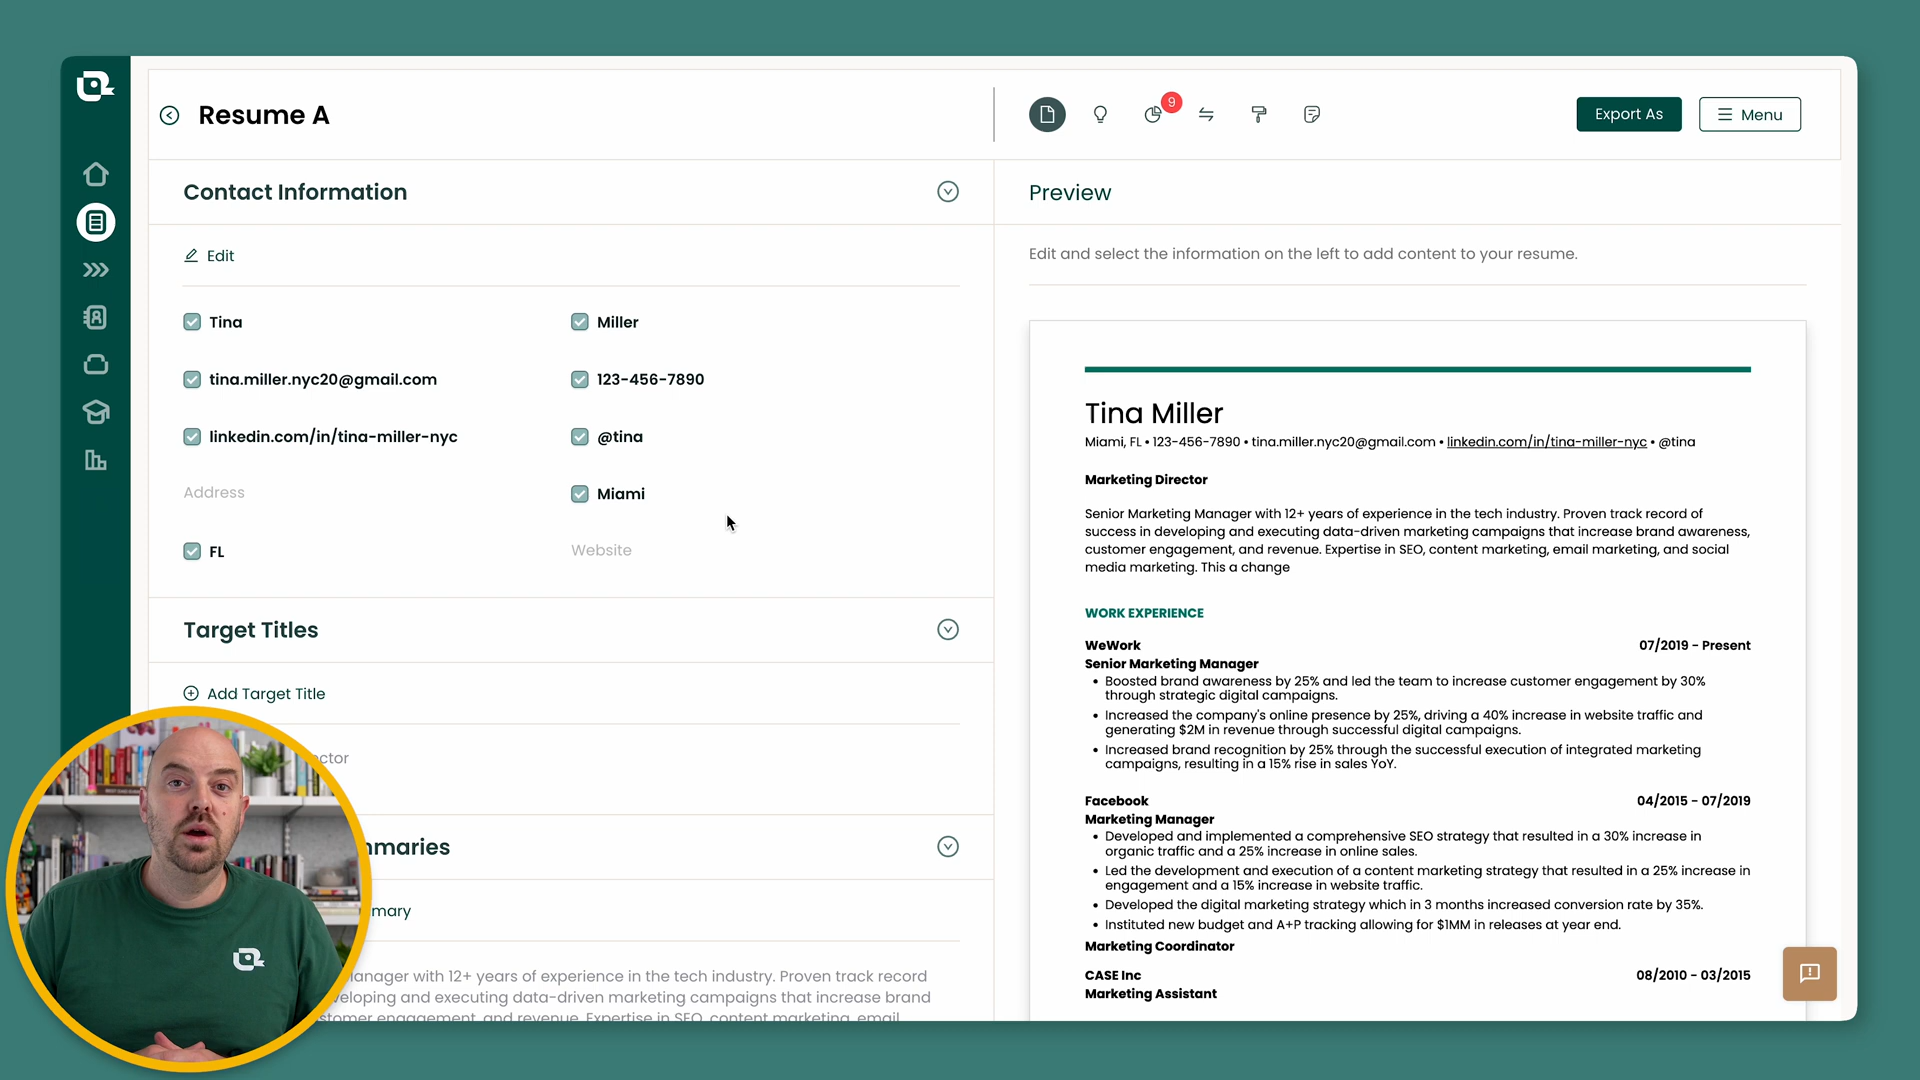 Resume A
9
Export As
Menu
Contact Information
Edit
Tina
Miller
tina.miller.nyc20@gmail.com
123-456-7890
linkedin.com/in/tina-miller-nyc
@tina
Address
Miami
FL
Website
Target Titles
Add Target Title
ctor
mmaries
mmary
anager with 12+ years of experience in the tech industry. Proven track record
veloping and executing data-driven marketing campaigns that increase brand
stomer engagement, and revenue. Expertise in SEO, content marketing, email
Preview
Edit and select the information on the left to add content to your resume.
Tina Miller
Miami, FL • 123-456-7890 • tina.miller.nyc20@gmail.com • linkedin.com/in/tina-miller-nyc • @tina
Marketing Director
Senior Marketing Manager with 12+ years of experience in the tech industry. Proven track record of
success in developing and executing data-driven marketing campaigns that increase brand awareness,
customer engagement, and revenue. Expertise in SEO, content marketing, email marketing, and social
media marketing. This a change
WORK EXPERIENCE
WeWork 07/2019 - Present
Senior Marketing Manager
• Boosted brand awareness by 25% and led the team to increase customer engagement by 30%
through strategic digital campaigns.
• Increased the company's online presence by 25%, driving a 40% increase in website traffic and
generating $2M in revenue through successful digital campaigns.
• Increased brand recognition by 25% through the successful execution of integrated marketing
campaigns, resulting in a 15% rise in sales YoY.
Facebook 04/2015 - 07/2019
Marketing Manager
• Developed and implemented a comprehensive SEO strategy that resulted in a 30% increase in
organic traffic and a 25% increase in online sales.
• Led the development and execution of a content marketing strategy that resulted in a 25% increase in
engagement and a 15% increase in website traffic.
• Developed the digital marketing strategy which in 3 months increased conversion rate by 35%.
• Instituted new budget and A+P tracking allowing for $1MM in releases at year end.
Marketing Coordinator
CASE Inc 08/2010 - 03/2015
Marketing Assistant